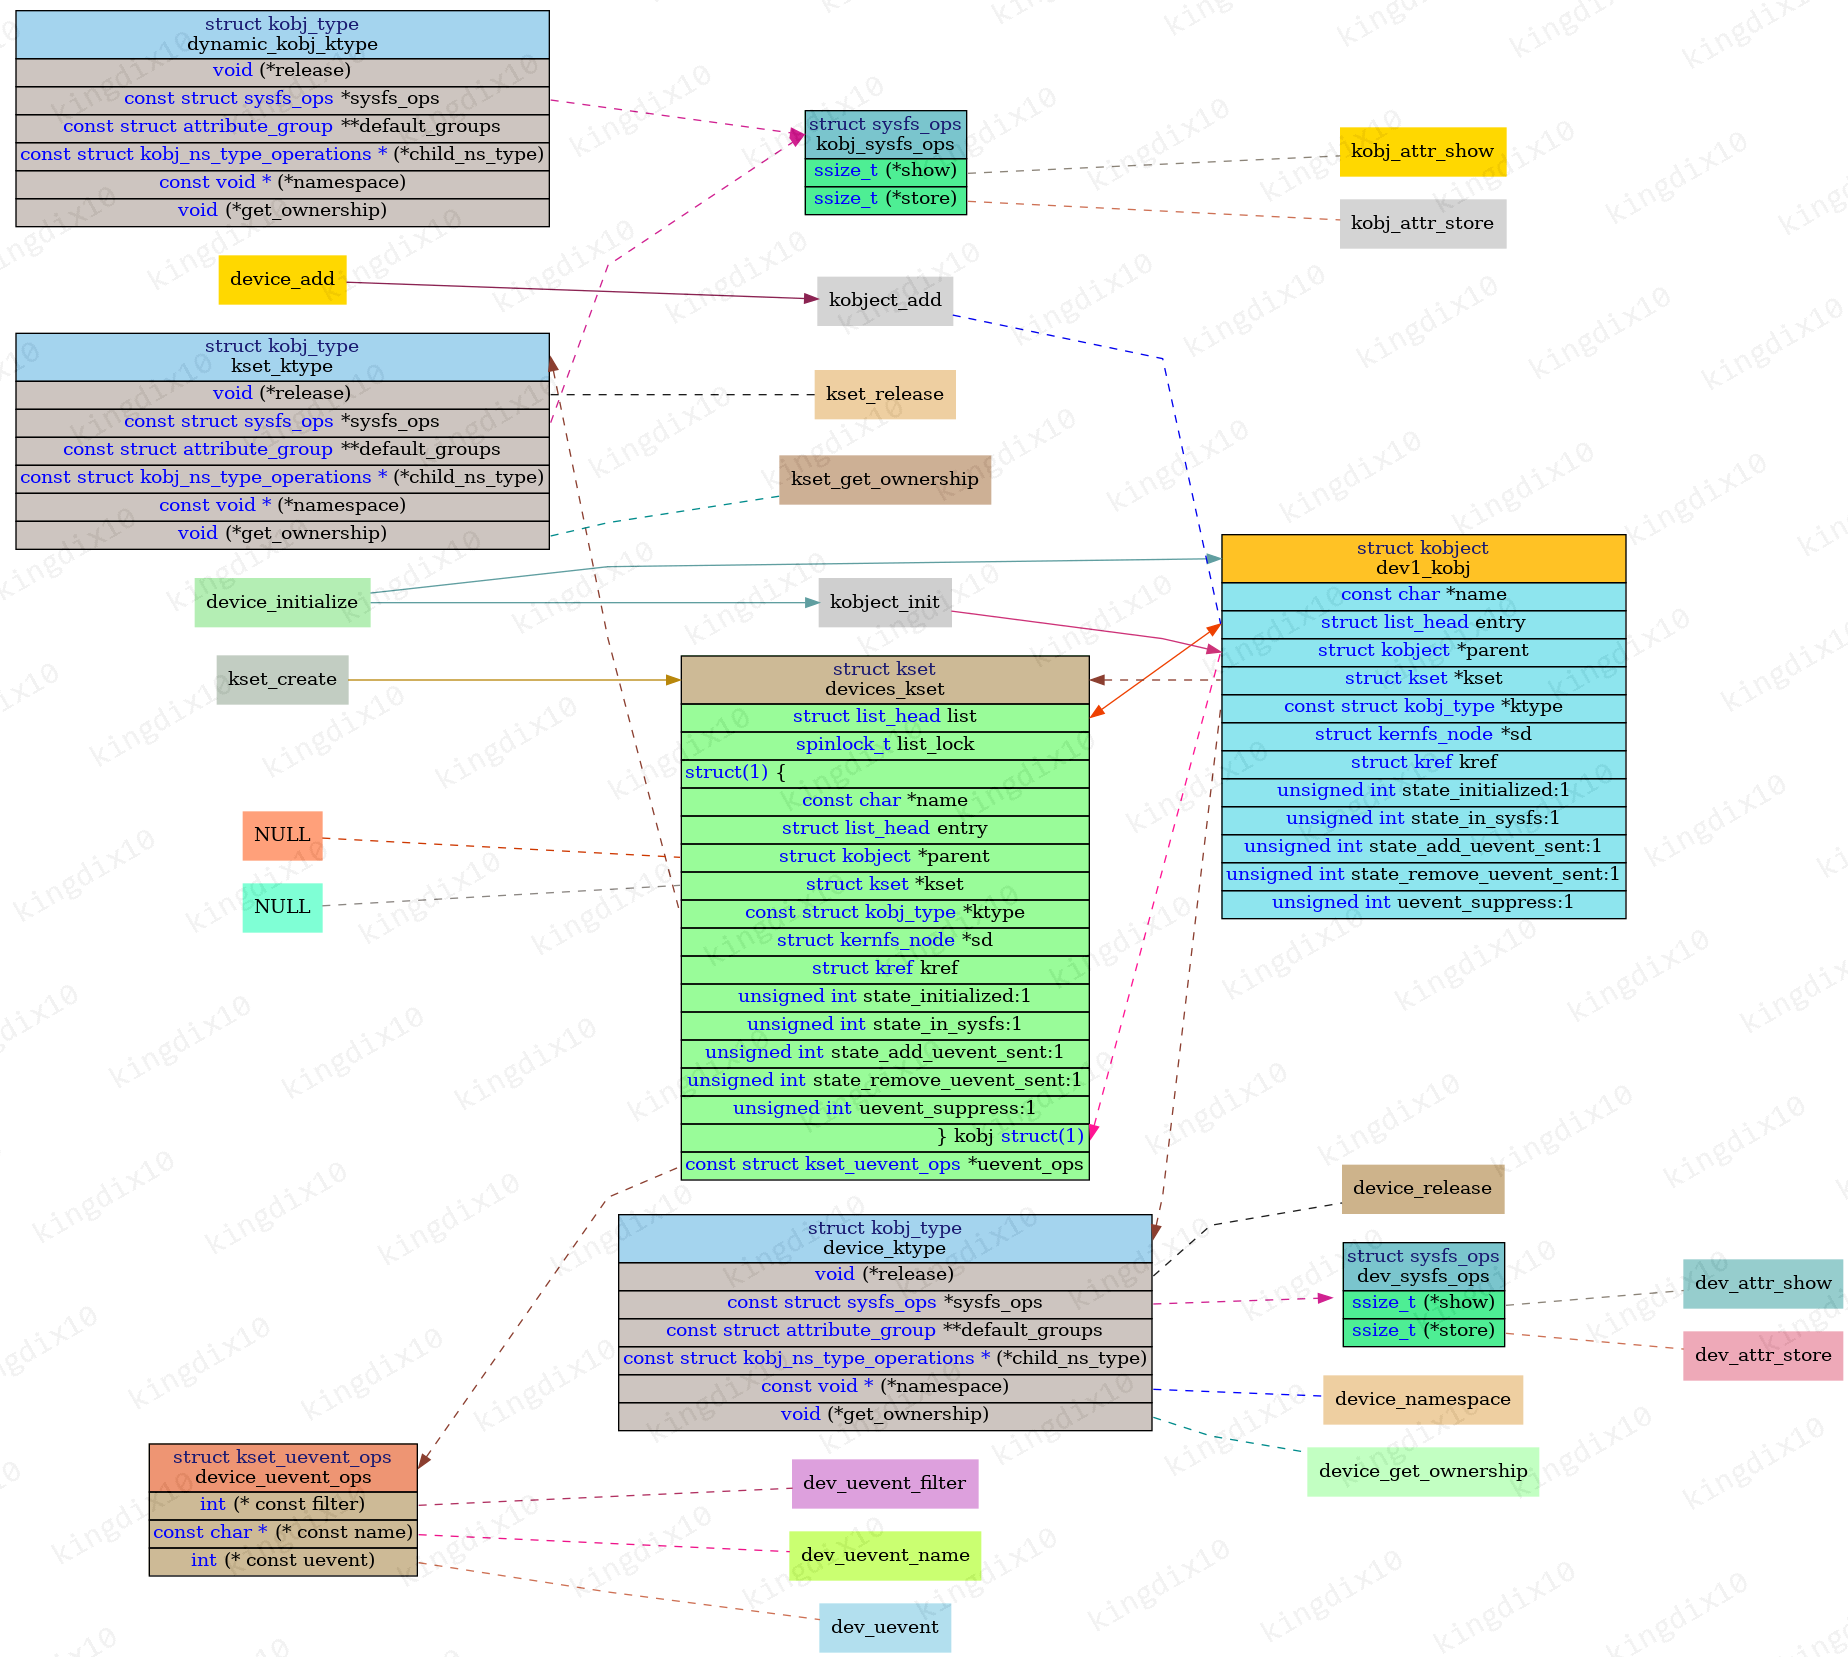 struct kobj_type
dynamic_kobj_ktype
void (*release)
const struct sysfs_ops *sysfs_ops
const struct attribute_group **default_groups
const struct kobj_ns_type_operations * (*child_ns_type)
const void * (*namespace)
void (*get_ownership)
struct sysfs_ops
kobj_sysfs_ops
ssize_t (*show)
ssize_t (*store)
kobj_attr_show
kobj_attr_store
device_add
kobject_add
struct kobj_type
kset_ktype
void (*release)
const struct sysfs_ops *sysfs_ops
const struct attribute_group **default_groups
const struct kobj_ns_type_operations * (*child_ns_type)
const void * (*namespace)
void (*get_ownership)
kset_release
kset_get_ownership
device_initialize
kobject_init
kset_create
NULL
NULL
struct kset
devices_kset
struct list_head list
spinlock_t list_lock
struct(1) {
const char *name
struct list_head entry
struct kobject *parent
struct kset *kset
const struct kobj_type *ktype
struct kernfs_node *sd
struct kref kref
unsigned int state_initialized:1
unsigned int state_in_sysfs:1
unsigned int state_add_uevent_sent:1
unsigned int state_remove_uevent_sent:1
unsigned int uevent_suppress:1
} kobj struct(1)
const struct kset_uevent_ops *uevent_ops
struct kobject
dev1_kobj
const char *name
struct list_head entry
struct kobject *parent
struct kset *kset
const struct kobj_type *ktype
struct kernfs_node *sd
struct kref kref
unsigned int state_initialized:1
unsigned int state_in_sysfs:1
unsigned int state_add_uevent_sent:1
unsigned int state_remove_uevent_sent:1
unsigned int uevent_suppress:1
struct kobj_type
device_ktype
void (*release)
const struct sysfs_ops *sysfs_ops
const struct attribute_group **default_groups
const struct kobj_ns_type_operations * (*child_ns_type)
const void * (*namespace)
void (*get_ownership)
device_release
struct sysfs_ops
dev_sysfs_ops
ssize_t (*show)
ssize_t (*store)
dev_attr_show
dev_attr_store
device_namespace
device_get_ownership
struct kset_uevent_ops
device_uevent_ops
int (* const filter)
const char * (* const name)
int (* const uevent)
dev_uevent_filter
dev_uevent_name
dev_uevent
kingdix10